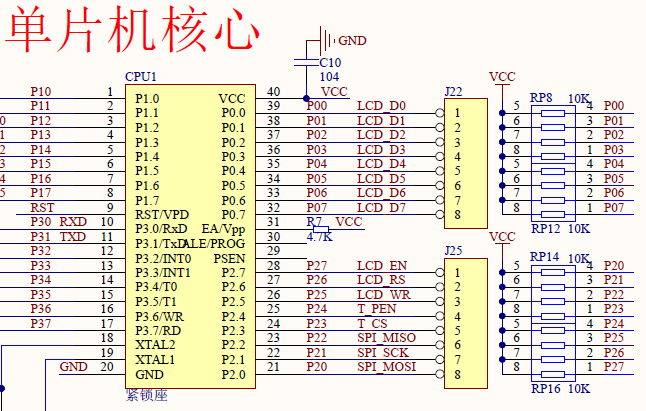 单片机核心
GND
C10
104
CPU1
VCC
J22
VCC
RP8 10K
P10 1 P1.0 VCC 40
P11 2 P1.1 P0.0 39 P00 LCD_D0 1 5 4 P00
P12 3 P1.2 P0.1 38 P01 LCD_D1 2 6 3 P01
P13 4 P1.3 P0.2 37 P02 LCD_D2 3 7 2 P02
P14 5 P1.4 P0.3 36 P03 LCD_D3 4 8 1 P03
P15 6 P1.5 P0.4 35 P04 LCD_D4 5 5 4 P04
P16 7 P1.6 P0.5 34 P05 LCD_D5 6 6 3 P05
P17 8 P1.7 P0.6 33 P06 LCD_D6 7 7 2 P06
RST 9 RST/VPD P0.7 32 P07 LCD_D7 8 8 1 P07
P30 RXD 10 P3.0/RxD EA/Vpp 31 R7 VCC
RP12 10K
P31 TXD 11 P3.1/TxD ALE/PROG 30 4.7K
VCC
P32 12 P3.2/INT0 PSEN 29
J25
RP14 10K
P33 13 P3.3/INT1 P2.7 28 P27 LCD_EN 1 5 4 P20
P34 14 P3.4/T0 P2.6 27 P26 LCD_RS 2 6 3 P21
P35 15 P3.5/T1 P2.5 26 P25 LCD_WR 3 7 2 P22
P36 16 P3.6/WR P2.4 25 P24 T_PEN 4 8 1 P23
P37 17 P3.7/RD P2.3 24 P23 T_CS 5 5 4 P24
18 XTAL2 P2.2 23 P22 SPI_MISO 6 6 3 P25
19 XTAL1 P2.1 22 P21 SPI_SCK 7 7 2 P26
GND 20 GND P2.0 21 P20 SPI_MOSI 8 8 1 P27
紧锁座
RP16 10K